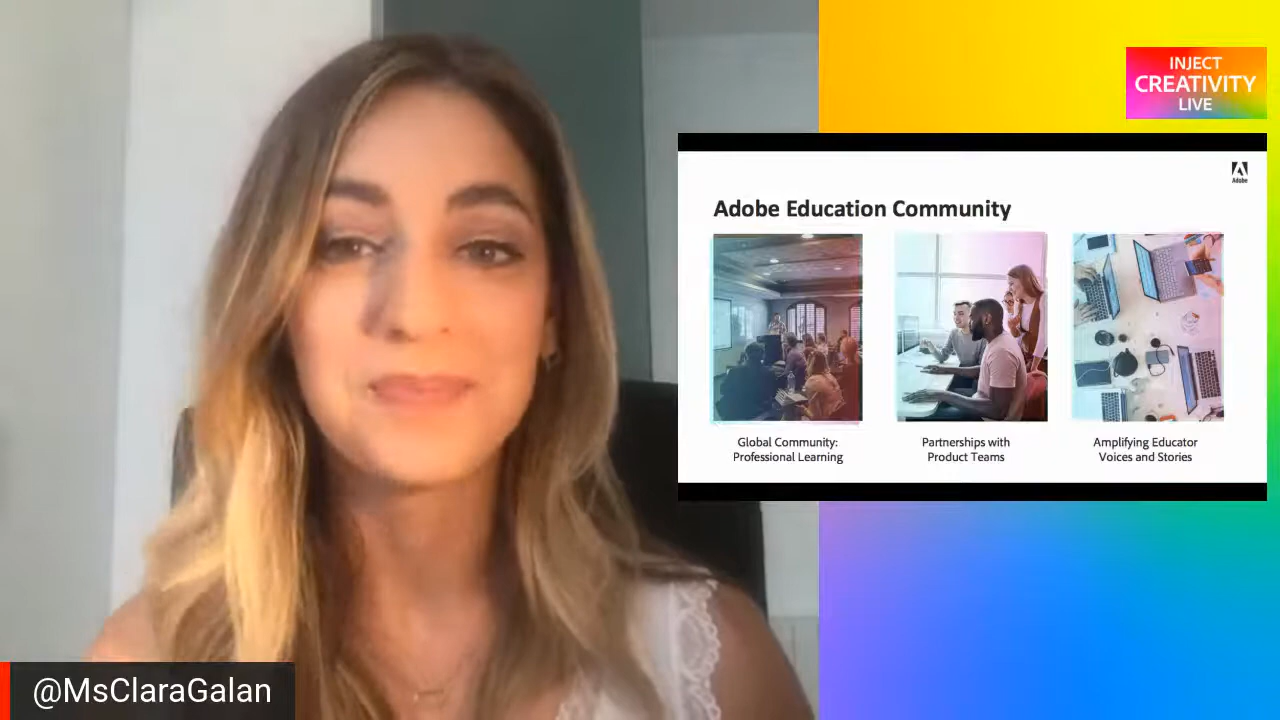 INJECT
CREATIVITY
LIVE
Adobe
Adobe Education Community
Global Community:
Professional Learning
Partnerships with
Product Teams
Amplifying Educator
Voices and Stories
@MsClaraGalan